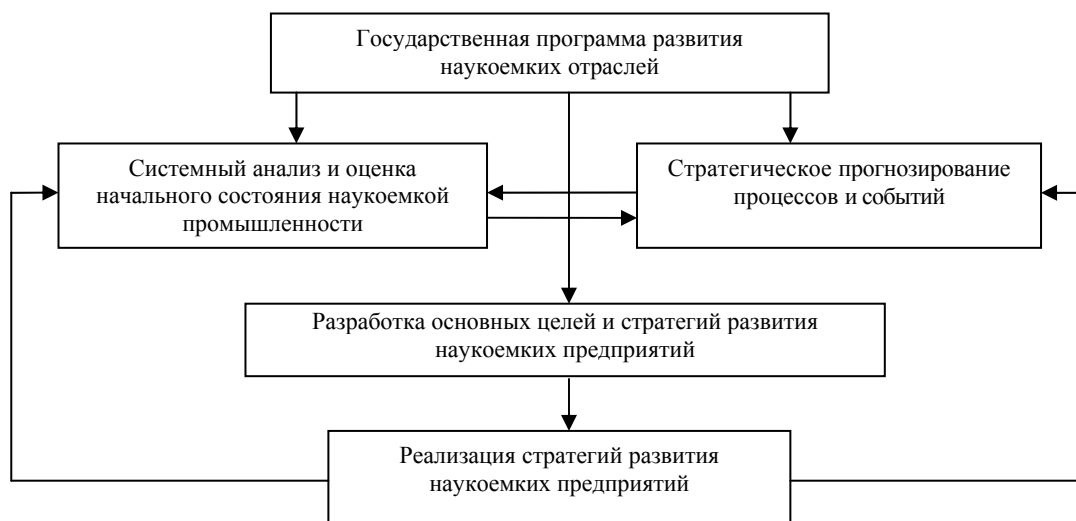 Государственная программа развития
наукоемких отраслей
Системный анализ и оценка
начального состояния наукоемкой
промышленности
Стратегическое прогнозирование
процессов и событий
Разработка основных целей и стратегий развития
наукоемких предприятий
Реализация стратегий развития
наукоемких предприятий